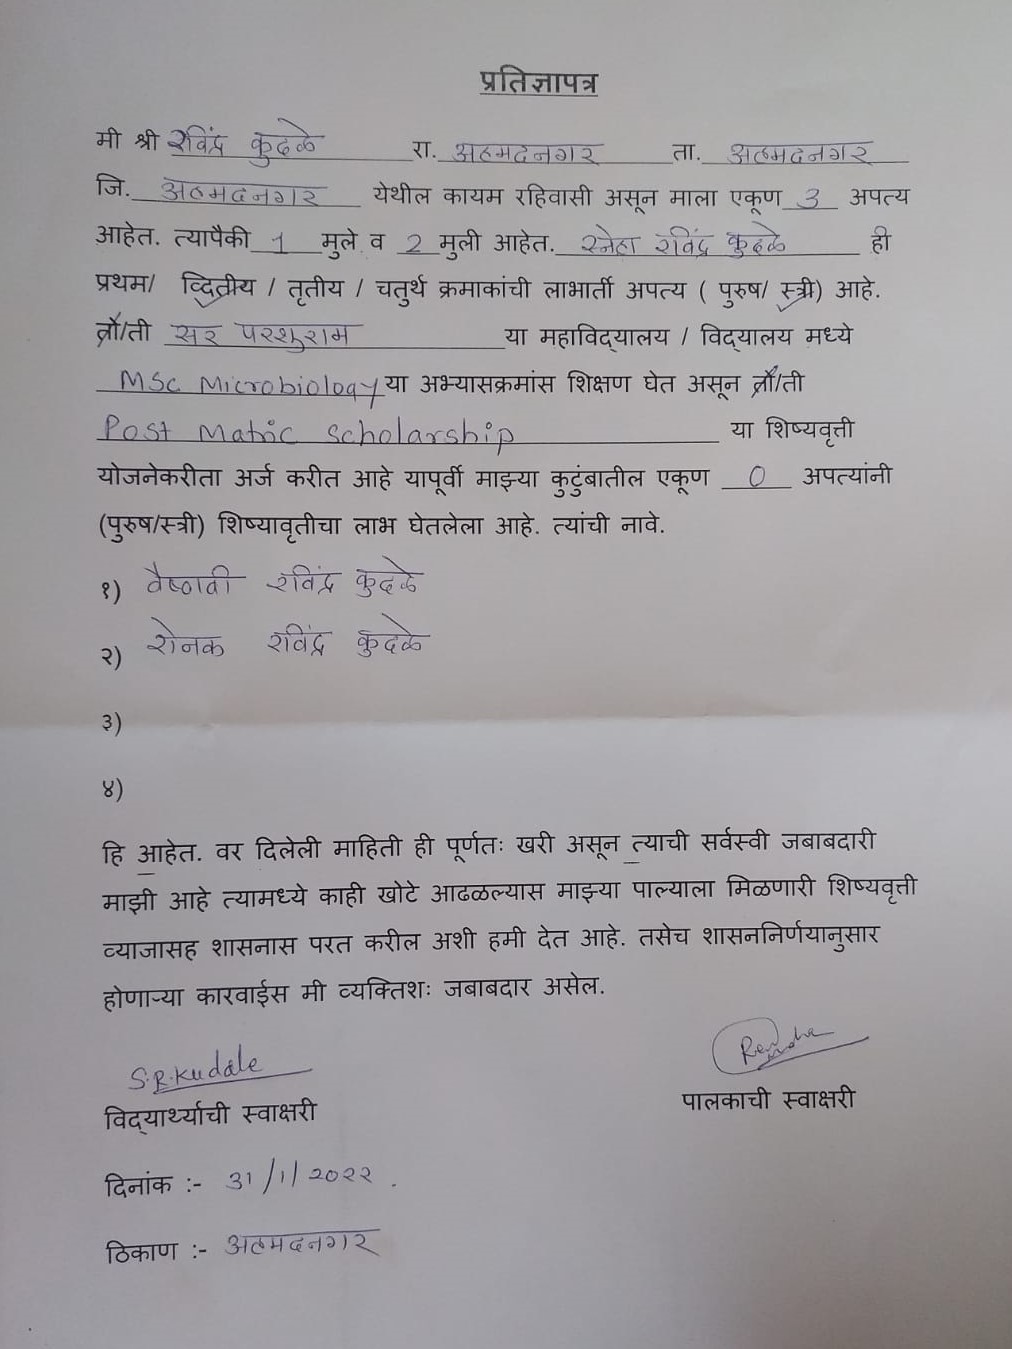 प्रतिज्ञापत्र
मी श्री रविंद्र कुदळे रा. अहमदनगर ता. अहमदनगर
जि. अहमदनगर येथील कायम रहिवासी असून माला एकूण 3 अपत्य
आहेत. त्यापैकी 1 मुले व 2 मुली आहेत. स्नेहा रविंद्र कुदळे ही
प्रथम/ व्दितीय / तृतीय / चतुर्थ क्रमाकांची लाभार्ती अपत्य ( पुरुष/ स्त्री) आहे.
तो/ती सर परशुराम या महाविद्यालय / विद्यालय मध्ये
MSc Microbiology या अभ्यासक्रमांस शिक्षण घेत असून तो/ती
Post Matric Scholarship या शिष्यवृत्ती
योजनेकरीता अर्ज करीत आहे यापूर्वी माझ्या कुटुंबातील एकूण 0 अपत्यांनी
(पुरुष/स्त्री) शिष्यावृतीचा लाभ घेतलेला आहे. त्यांची नावे.
१) वैष्णवी रविंद्र कुदळे
२) रोनक रविंद्र कुदळे
३)
४)
हि आहेत. वर दिलेली माहिती ही पूर्णतः खरी असून त्याची सर्वस्वी जबाबदारी
माझी आहे त्यामध्ये काही खोटे आढळल्यास माझ्या पाल्याला मिळणारी शिष्यवृत्ती
व्याजासह शासनास परत करील अशी हमी देत आहे. तसेच शासननिर्णयानुसार
होणाऱ्या कारवाईस मी व्यक्तिशः जबाबदार असेल.
S.R.Kudale
विद्यार्थ्याची स्वाक्षरी पालकाची स्वाक्षरी
दिनांक :- 31/1/2022.
ठिकाण :- अहमदनगर